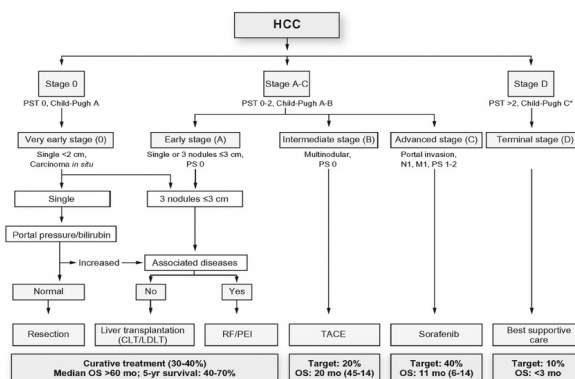 HCC
Stage 0
Stage A-C
Stage D
PST 0, Child-Pugh A
PST 0-2, Child-Pugh A-B
PST >2, Child-Pugh C*
Very early stage (0)
Early stage (A)
Intermediate stage (B)
Advanced stage (C)
Terminal stage (D)
Single <2 cm,
Carcinoma in situ
Single or 3 nodules ≤3 cm,
PS 0
Multinodular,
PS 0
Portal invasion,
N1, M1, PS 1-2
Single
3 nodules ≤3 cm
Portal pressure/bilirubin
Increased
Associated diseases
Normal
No
Yes
Resection
Liver transplantation
(CLT/LDLT)
RF/PEI
TACE
Sorafenib
Best supportive
care
Curative treatment (30-40%)
Median OS >60 mo; 5-yr survival: 40-70%
Target: 20%
OS: 20 mo (45-14)
Target: 40%
OS: 11 mo (6-14)
Target: 10%
OS: <3 mo